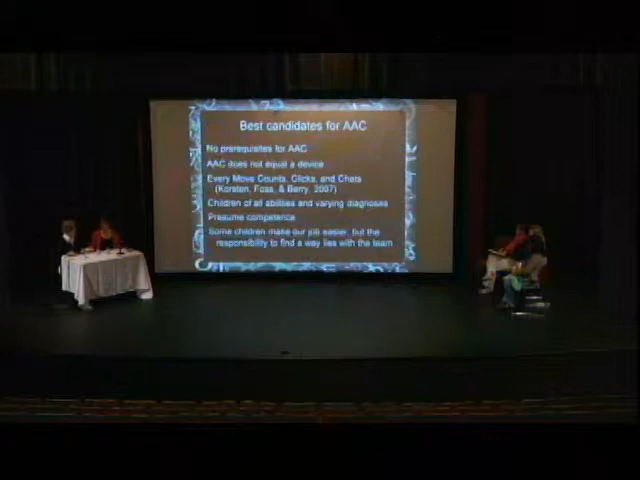 Best candidates for AAC
No prerequisites for AAC
AAC does not equal a device
Every Move Counts, Clicks, and Chats
(Korsten, Foss, & Berry, 2007)
Children of all abilities and varying diagnoses
Presume competence
Some children make our job easier, but the
responsibility to find a way lies with the team